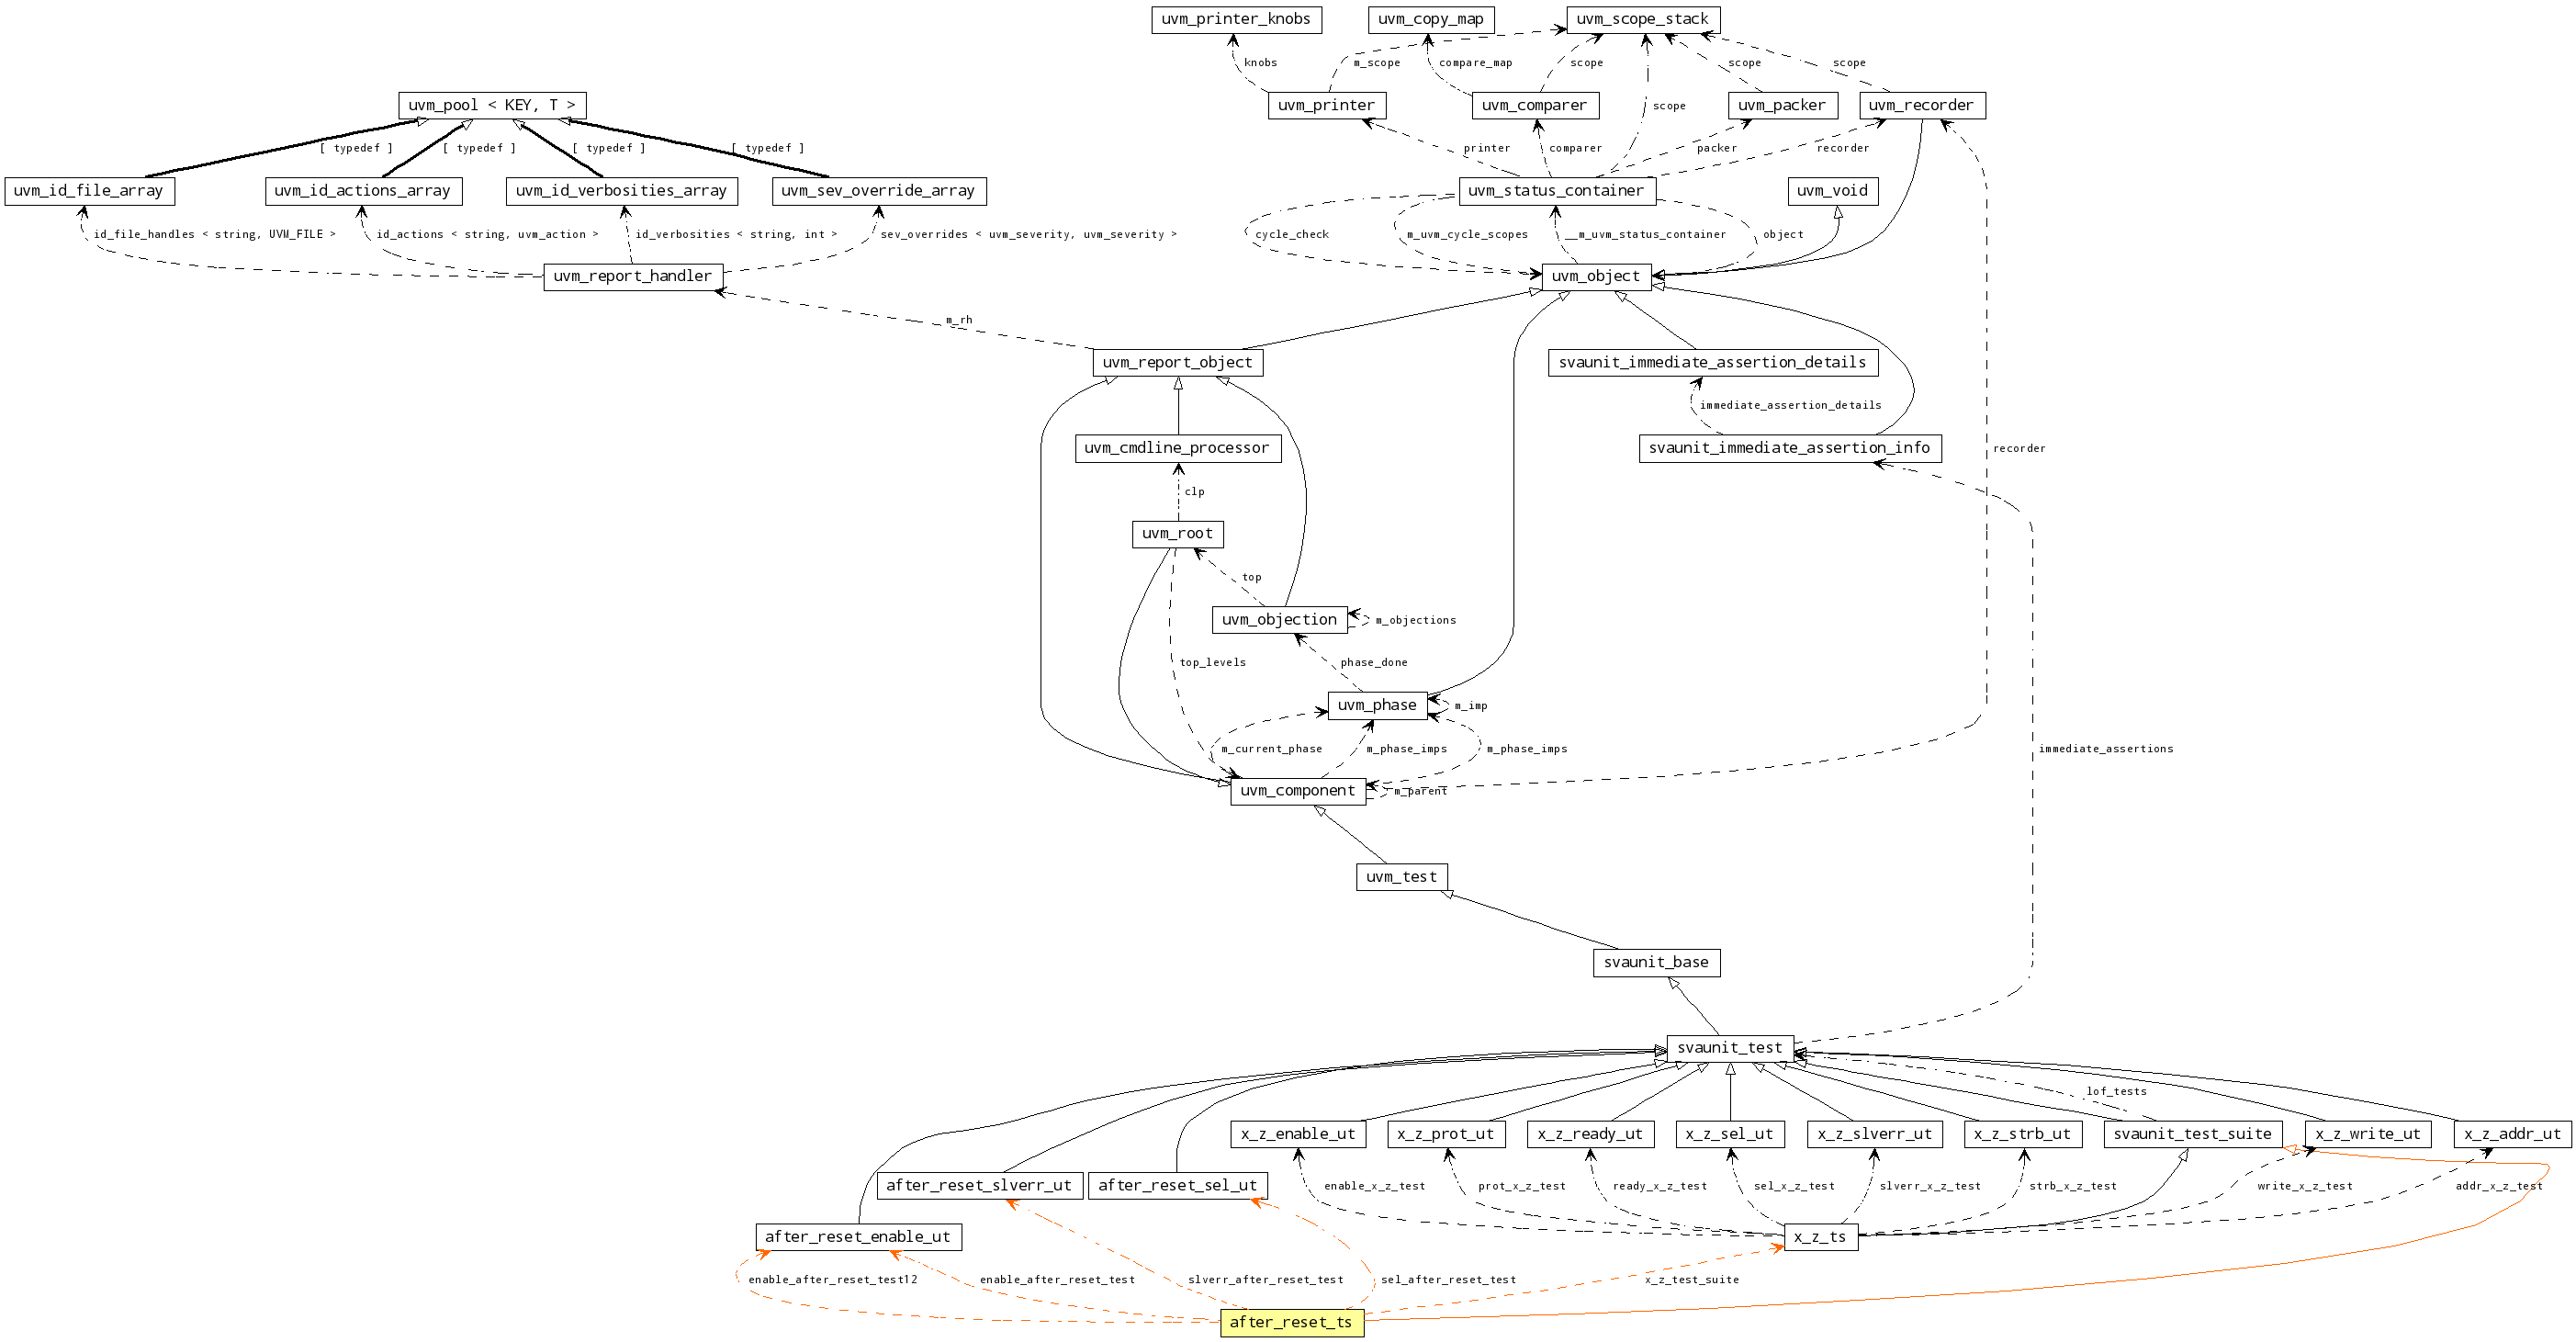 uvm_printer_knobs
uvm_copy_map
uvm_scope_stack
knobs
m_scope
compare_map
scope
scope
scope
uvm_pool < KEY, T >
uvm_printer
uvm_comparer
scope
uvm_packer
uvm_recorder
[ typedef ]
[ typedef ]
[ typedef ]
[ typedef ]
printer
comparer
packer
recorder
uvm_id_file_array
uvm_id_actions_array
uvm_id_verbosities_array
uvm_sev_override_array
uvm_status_container
uvm_void
id_file_handles < string, UVM_FILE >
id_actions < string, uvm_action >
id_verbosities < string, int >
sev_overrides < uvm_severity, uvm_severity >
cycle_check
m_uvm_cycle_scopes
__m_uvm_status_container
object
uvm_report_handler
uvm_object
m_rh
uvm_report_object
svaunit_immediate_assertion_details
immediate_assertion_details
uvm_cmdline_processor
svaunit_immediate_assertion_info
recorder
clp
uvm_root
top
uvm_objection
m_objections
top_levels
phase_done
uvm_phase
m_imp
m_current_phase
m_phase_imps
m_phase_imps
immediate_assertions
uvm_component
m_parent
uvm_test
svaunit_base
svaunit_test
lof_tests
x_z_enable_ut
x_z_prot_ut
x_z_ready_ut
x_z_sel_ut
x_z_slverr_ut
x_z_strb_ut
svaunit_test_suite
x_z_write_ut
x_z_addr_ut
after_reset_slverr_ut
after_reset_sel_ut
enable_x_z_test
prot_x_z_test
ready_x_z_test
sel_x_z_test
slverr_x_z_test
strb_x_z_test
write_x_z_test
addr_x_z_test
after_reset_enable_ut
x_z_ts
enable_after_reset_test12
enable_after_reset_test
slverr_after_reset_test
sel_after_reset_test
x_z_test_suite
after_reset_ts